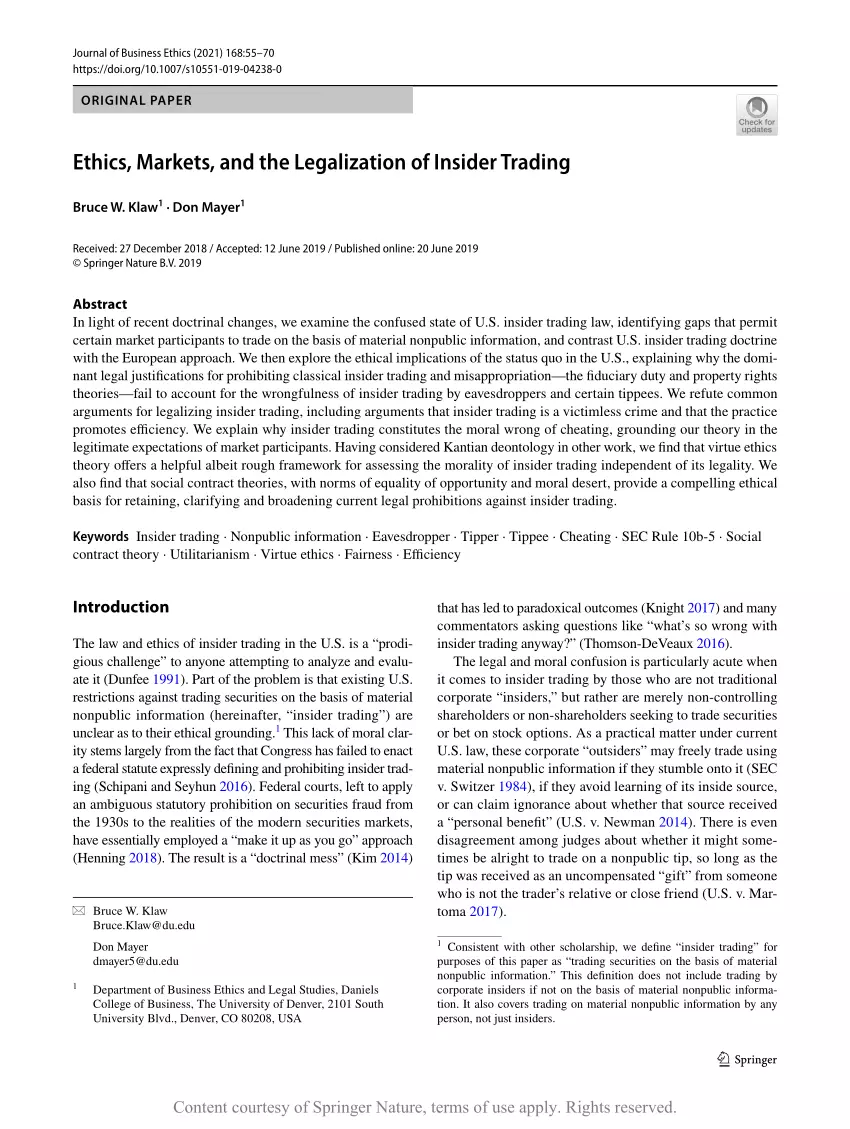 Journal of Business Ethics (2021) 168:55–70
https://doi.org/10.1007/s10551-019-04238-0
ORIGINAL PAPER
Check for
updates
Ethics, Markets, and the Legalization of Insider Trading
Bruce W. Klaw1 · Don Mayer1
Received: 27 December 2018 / Accepted: 12 June 2019 / Published online: 20 June 2019
© Springer Nature B.V. 2019
Abstract
In light of recent doctrinal changes, we examine the confused state of U.S. insider trading law, identifying gaps that permit
certain market participants to trade on the basis of material nonpublic information, and contrast U.S. insider trading doctrine
with the European approach. We then explore the ethical implications of the status quo in the U.S., explaining why the domi-
nant legal justifications for prohibiting classical insider trading and misappropriation—the fiduciary duty and property rights
theories—fail to account for the wrongfulness of insider trading by eavesdroppers and certain tippees. We refute common
arguments for legalizing insider trading, including arguments that insider trading is a victimless crime and that the practice
promotes efficiency. We explain why insider trading constitutes the moral wrong of cheating, grounding our theory in the
legitimate expectations of market participants. Having considered Kantian deontology in other work, we find that virtue ethics
theory offers a helpful albeit rough framework for assessing the morality of insider trading independent of its legality. We
also find that social contract theories, with norms of equality of opportunity and moral desert, provide a compelling ethical
basis for retaining, clarifying and broadening current legal prohibitions against insider trading.
Keywords Insider trading · Nonpublic information · Eavesdropper · Tipper · Tippee · Cheating · SEC Rule 10b-5 · Social
contract theory · Utilitarianism · Virtue ethics · Fairness · Efficiency
Introduction
The law and ethics of insider trading in the U.S. is a “prodi-
gious challenge” to anyone attempting to analyze and evalu-
ate it (Dunfee 1991). Part of the problem is that existing U.S.
restrictions against trading securities on the basis of material
nonpublic information (hereinafter, “insider trading”) are
unclear as to their ethical grounding.1 This lack of moral clar-
ity stems largely from the fact that Congress has failed to enact
a federal statute expressly defining and prohibiting insider trad-
ing (Schipani and Seyhun 2016). Federal courts, left to apply
an ambiguous statutory prohibition on securities fraud from
the 1930s to the realities of the modern securities markets,
have essentially employed a “make it up as you go” approach
(Henning 2018). The result is a “doctrinal mess” (Kim 2014)
that has led to paradoxical outcomes (Knight 2017) and many
commentators asking questions like “what’s so wrong with
insider trading anyway?” (Thomson-DeVeaux 2016).
The legal and moral confusion is particularly acute when
it comes to insider trading by those who are not traditional
corporate “insiders,” but rather are merely non-controlling
shareholders or non-shareholders seeking to trade securities
or bet on stock options. As a practical matter under current
U.S. law, these corporate “outsiders” may freely trade using
material nonpublic information if they stumble onto it (SEC
v. Switzer 1984), if they avoid learning of its inside source,
or can claim ignorance about whether that source received
a “personal benefit” (U.S. v. Newman 2014). There is even
disagreement among judges about whether it might some-
times be alright to trade on a nonpublic tip, so long as the
tip was received as an uncompensated “gift” from someone
who is not the trader’s relative or close friend (U.S. v. Mar-
toma 2017).
Bruce W. Klaw
Bruce.Klaw@du.edu
Don Mayer
dmayer5@du.edu
1 Department of Business Ethics and Legal Studies, Daniels
College of Business, The University of Denver, 2101 South
University Blvd., Denver, CO 80208, USA
1 Consistent with other scholarship, we define “insider trading” for
purposes of this paper as “trading securities on the basis of material
nonpublic information.” This definition does not include trading by
corporate insiders if not on the basis of material nonpublic informa-
tion. It also covers trading on material nonpublic information by any
person, not just insiders.
Springer
Content courtesy of Springer Nature, terms of use apply. Rights reserved.